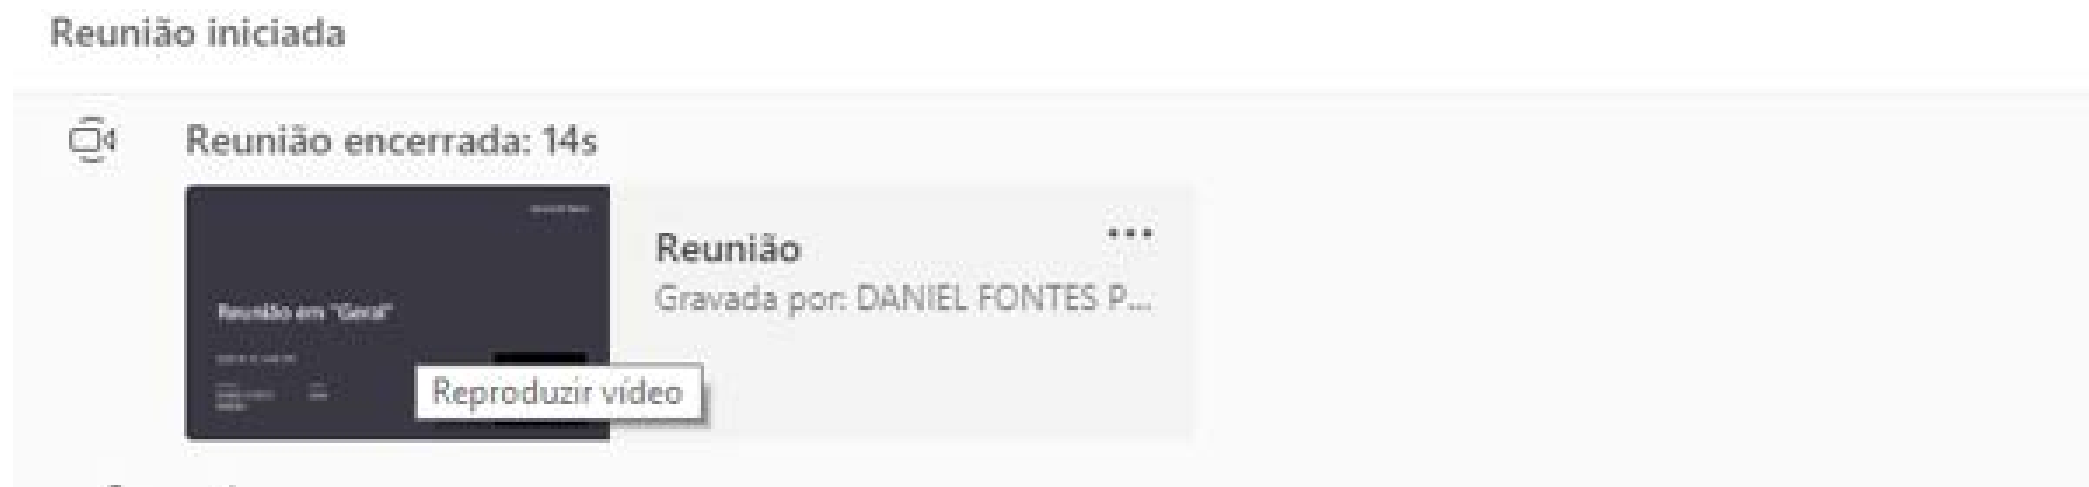 Reunião iniciada
Reunião encerrada: 14s
Reunião
Gravada por: DANIEL FONTES P...
Reunião em "Geral"
Reproduzir vídeo